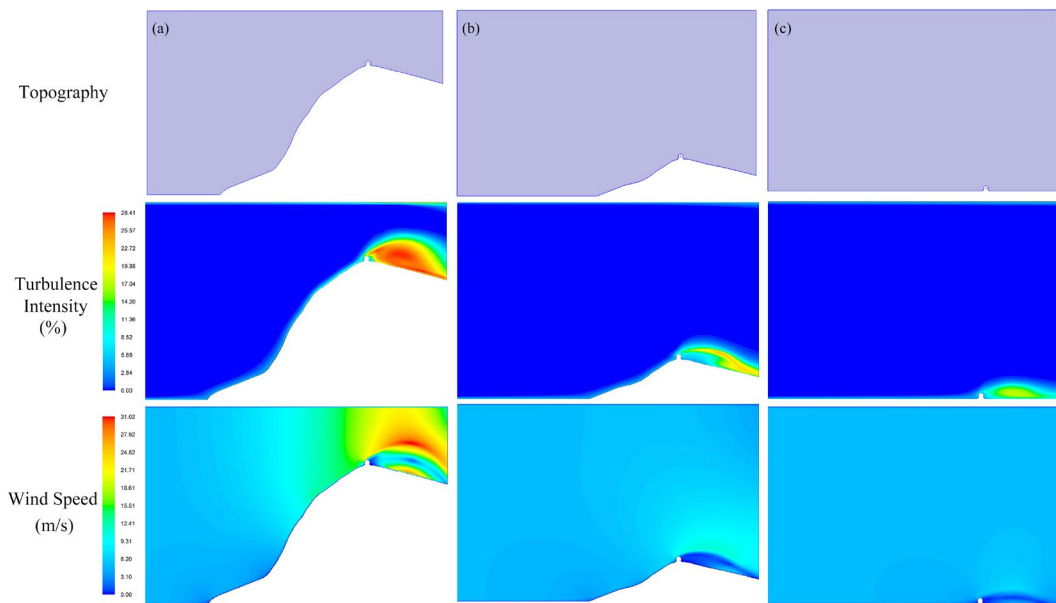 (a)
(b)
(c)
Topography
Turbulence
Intensity
(%)
28.41
25.57
22.72
19.88
17.04
14.20
11.36
8.52
5.68
2.84
0.00
Wind Speed
(m/s)
31.02
27.92
24.82
21.71
18.61
15.51
12.41
9.31
6.20
3.10
0.00